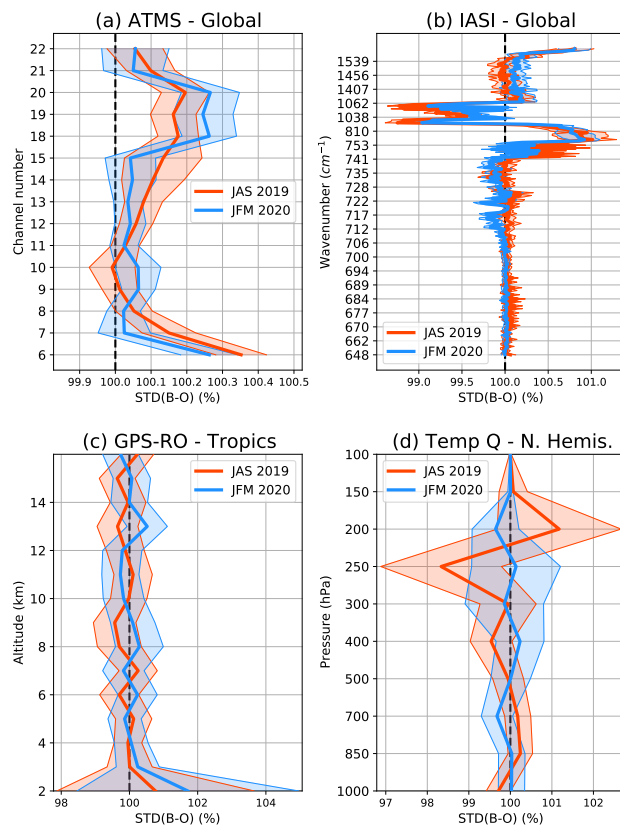 (a) ATMS - Global
22
21
20
19
18
15
14
13
12
11
10
9
8
7
6
Channel number
99.9 100.0 100.1 100.2 100.3 100.4 100.5
STD(B-O) (%)
JAS 2019
JFM 2020
(b) IASI - Global
1539
1456
1407
1062
1038
810
753
741
735
728
722
717
712
706
700
694
689
684
677
670
662
648
Wavenumber (cm⁻¹)
99.0 99.5 100.0 100.5 101.0
STD(B-O) (%)
JAS 2019
JFM 2020
(c) GPS-RO - Tropics
14
12
10
8
6
4
2
Altitude (km)
98 100 102 104
STD(B-O) (%)
JAS 2019
JFM 2020
(d) Temp Q - N. Hemis.
100
150
200
250
300
400
500
700
850
1000
Pressure (hPa)
97 98 99 100 101 102
STD(B-O) (%)
JAS 2019
JFM 2020